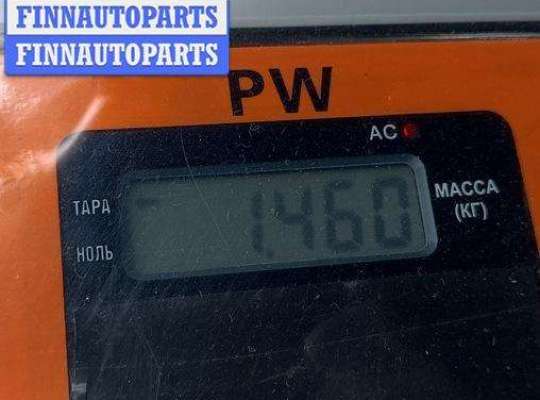 FINNAUTOPARTS
FINNAUTOPARTS
PW
AC
ТАРА
1.460
МАССА
(КГ)
НОЛЬ